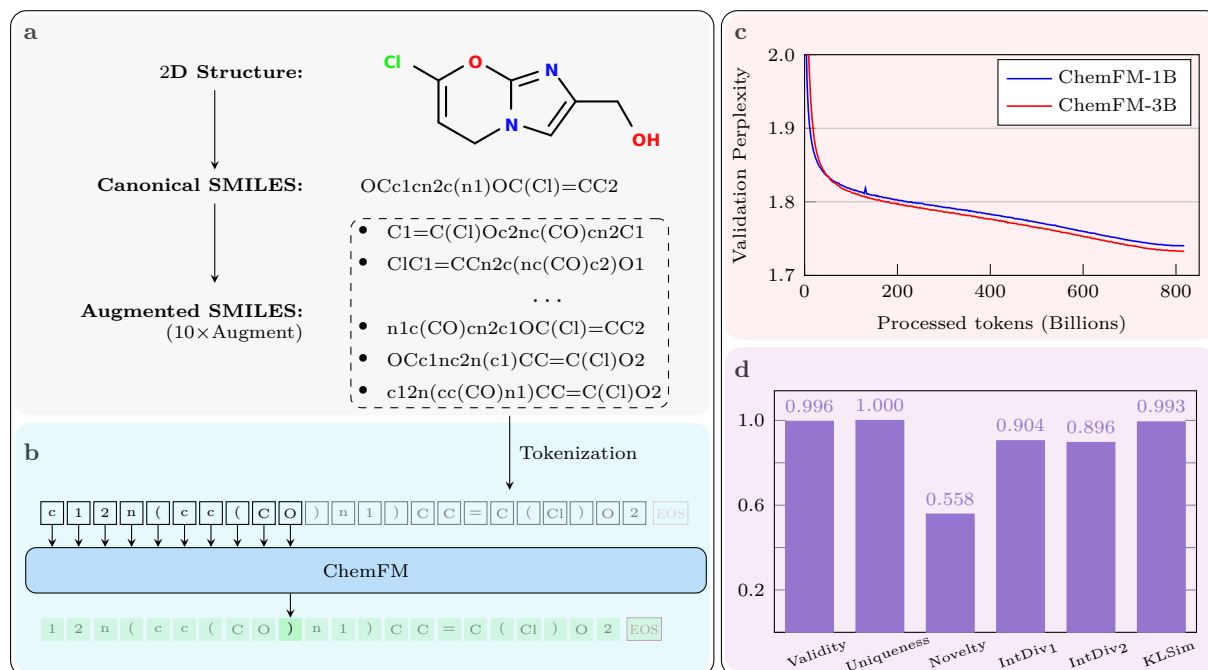 a
2D Structure:
Cl
O
N
N
OH
Canonical SMILES:
OCc1cn2c(n1)OC(Cl)=CC2
Augmented SMILES:
(10×Augment)
• C1=C(Cl)Oc2nc(CO)cn2C1
• ClC1=CCn2c(nc(CO)c2)O1
...
• n1c(CO)cn2c1OC(Cl)=CC2
• OCc1nc2n(c1)CC=C(Cl)O2
• c12n(cc(CO)n1)CC=C(Cl)O2
b
Tokenization
c 1 2 n ( c c ( C O ) n 1 ) C C = C ( Cl ) O 2 EOS
ChemFM
1 2 n ( c c ( C O ) n 1 ) C C = C ( Cl ) O 2 EOS
c
Validation Perplexity
2.0
1.9
1.8
1.7
ChemFM-1B
ChemFM-3B
0 200 400 600 800
Processed tokens (Billions)
d
1.0
0.6
0.2
0.996 1.000 0.558 0.904 0.896 0.993
Validity Uniqueness Novelty IntDiv1 IntDiv2 KLSim